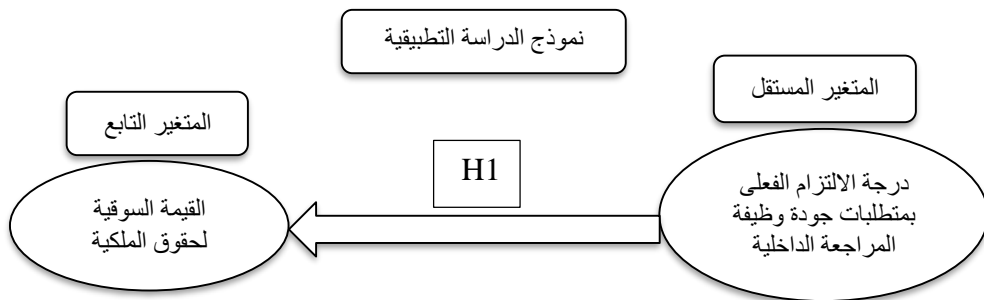 نموذج الدراسة التطبيقية
المتغير المستقل
المتغير التابع
H1
درجة الالتزام الفعلى
بمتطلبات جودة وظيفة
المراجعة الداخلية
القيمة السوقية
لحقوق الملكية